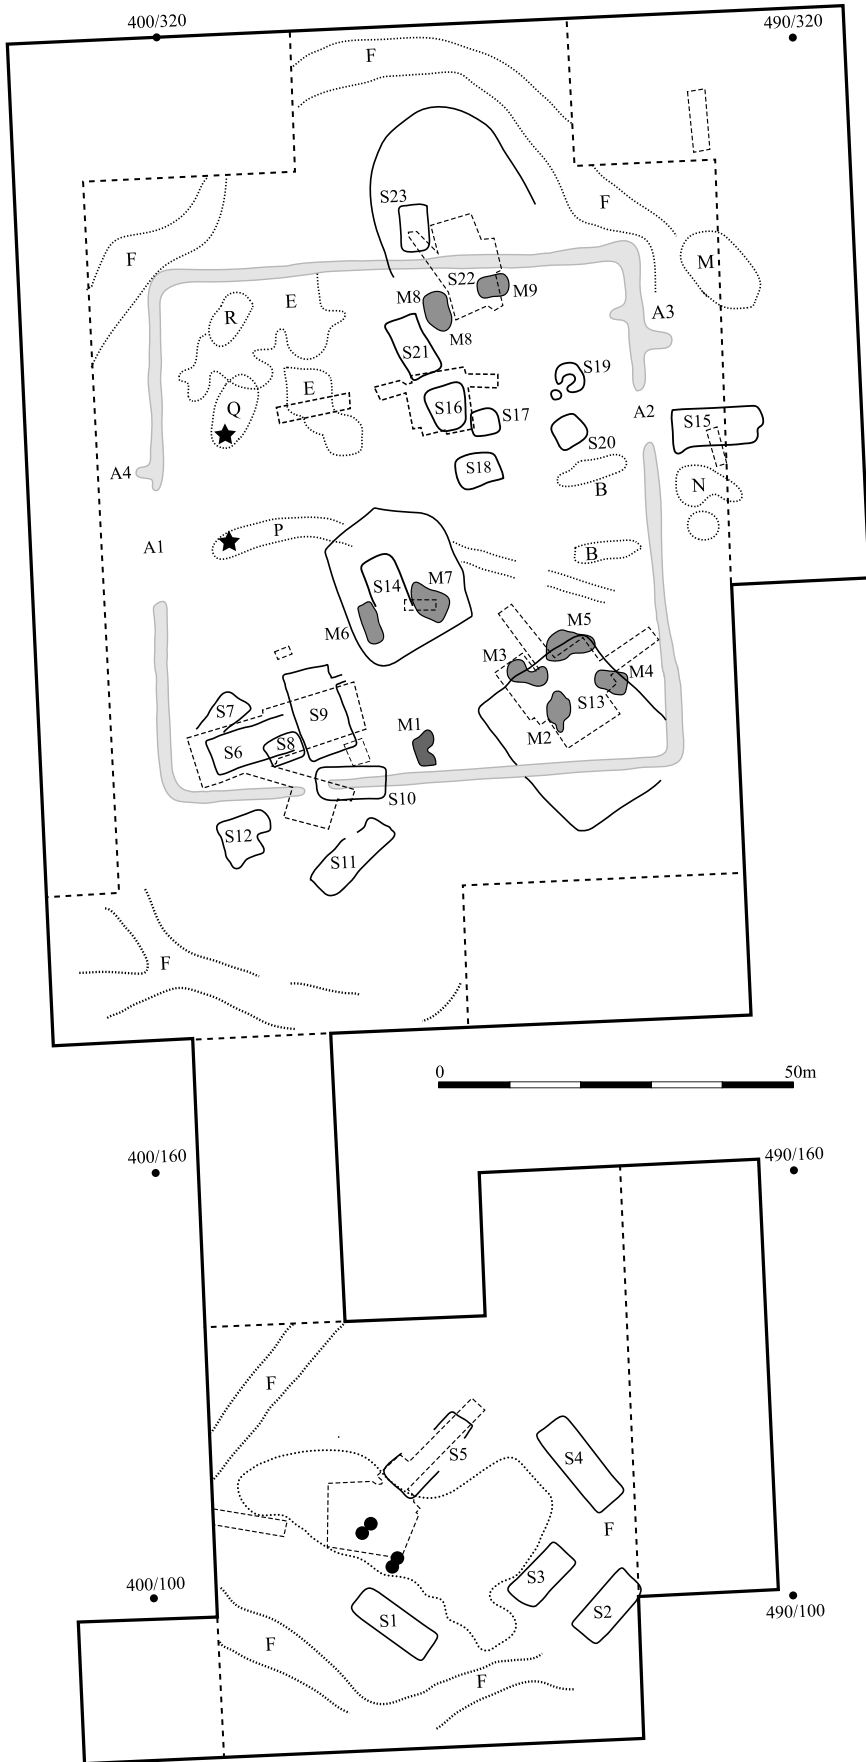 400/320
490/320
F
S23
F
F
M
S22
M9
M8
E
R
A3
M8
S21
S19
E
Q
S16
S17
A2
S15
S20
S18
A4
B
N
P
A1
B
S14
M7
M6
M5
M3
M4
S7
S9
S13
M1
M2
S6
S8
S10
S12
S11
F
0
50m
400/160
490/160
F
S5
S4
F
S3
400/100
490/100
S1
S2
F
F